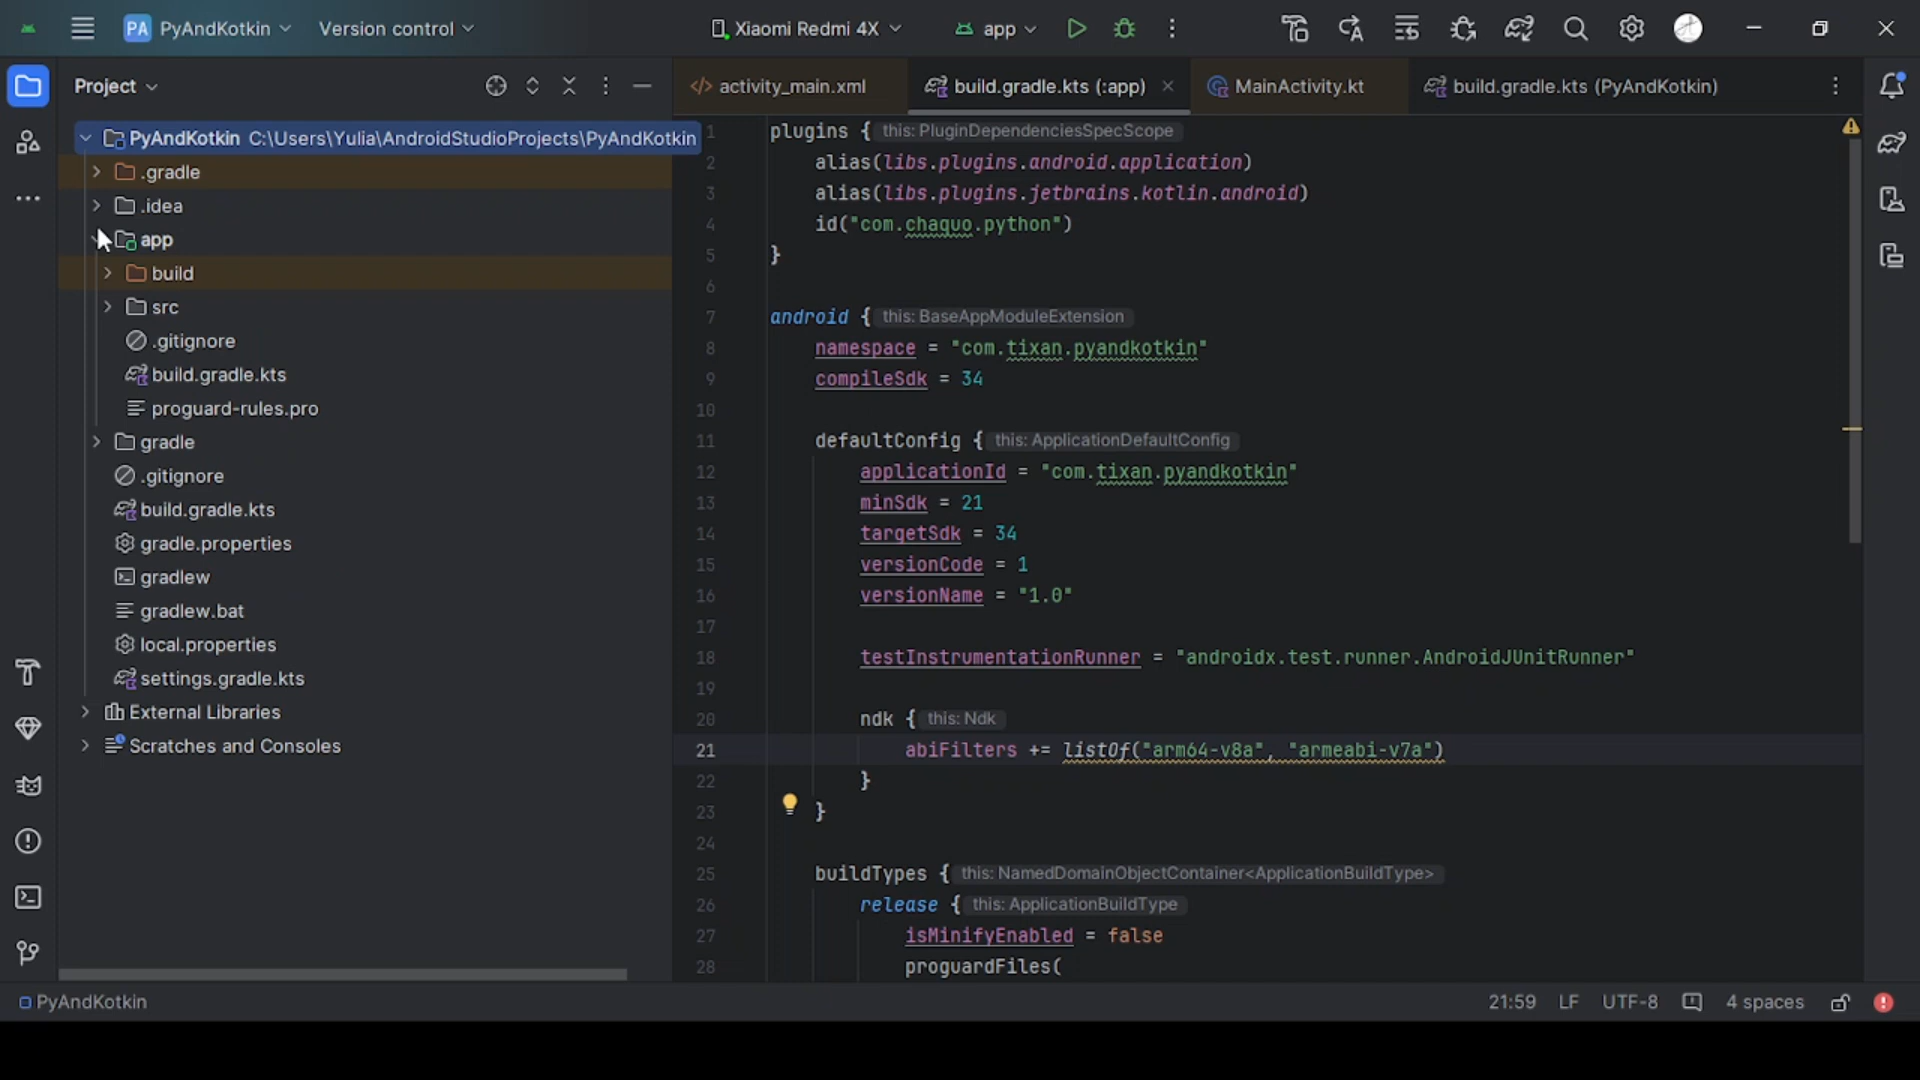 PA PyAndKotkin Version control Xiaomi Redmi 4X app
Project
activity_main.xml build.gradle.kts (:app) MainActivity.kt build.gradle.kts (PyAndKotkin)
PyAndKotkin C:\Users\Yulia\AndroidStudioProjects\PyAndKotkin
.gradle
.idea
app
build
src
.gitignore
build.gradle.kts
proguard-rules.pro
gradle
.gitignore
build.gradle.kts
gradle.properties
gradlew
gradlew.bat
local.properties
settings.gradle.kts
External Libraries
Scratches and Consoles
1 plugins { this: PluginDependenciesSpecScope
2 alias(libs.plugins.android.application)
3 alias(libs.plugins.jetbrains.kotlin.android)
4 id("com.chaquo.python")
5 }
6
7 android { this: BaseAppModuleExtension
8 namespace = "com.tixan.pyandkotkin"
9 compileSdk = 34
10
11 defaultConfig { this: ApplicationDefaultConfig
12 applicationId = "com.tixan.pyandkotkin"
13 minSdk = 21
14 targetSdk = 34
15 versionCode = 1
16 versionName = "1.0"
17
18 testInstrumentationRunner = "androidx.test.runner.AndroidJUnitRunner"
19
20 ndk { this: Ndk
21 abiFilters += listOf("arm64-v8a", "armeabi-v7a")
22 }
23 }
24
25 buildTypes { this: NamedDomainObjectContainer<ApplicationBuildType>
26 release { this: ApplicationBuildType
27 isMinifyEnabled = false
28 proguardFiles(
PyAndKotkin 21:59 LF UTF-8 4 spaces